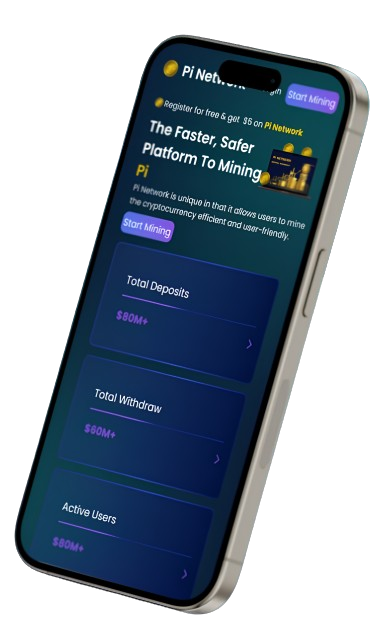 Pi Network
Start Mining
Register for free & get $5 on Pi Network
The Faster, Safer
Platform To Mining
Pi
Pi Network is unique in that it allows users to mine
the cryptocurrency efficient and user-friendly.
Start Mining
Total Deposits
$80M+
Total Withdraw
$60M+
Active Users
$80M+